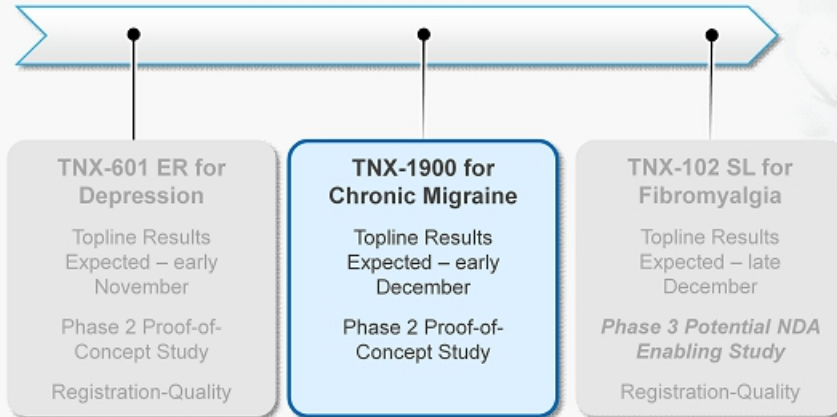 TNX-601 ER for
Depression
Topline Results
Expected – early
November
Phase 2 Proof-of-
Concept Study
Registration-Quality
TNX-1900 for
Chronic Migraine
Topline Results
Expected – early
December
Phase 2 Proof-of-
Concept Study
TNX-102 SL for
Fibromyalgia
Topline Results
Expected – late
December
Phase 3 Potential NDA
Enabling Study
Registration-Quality